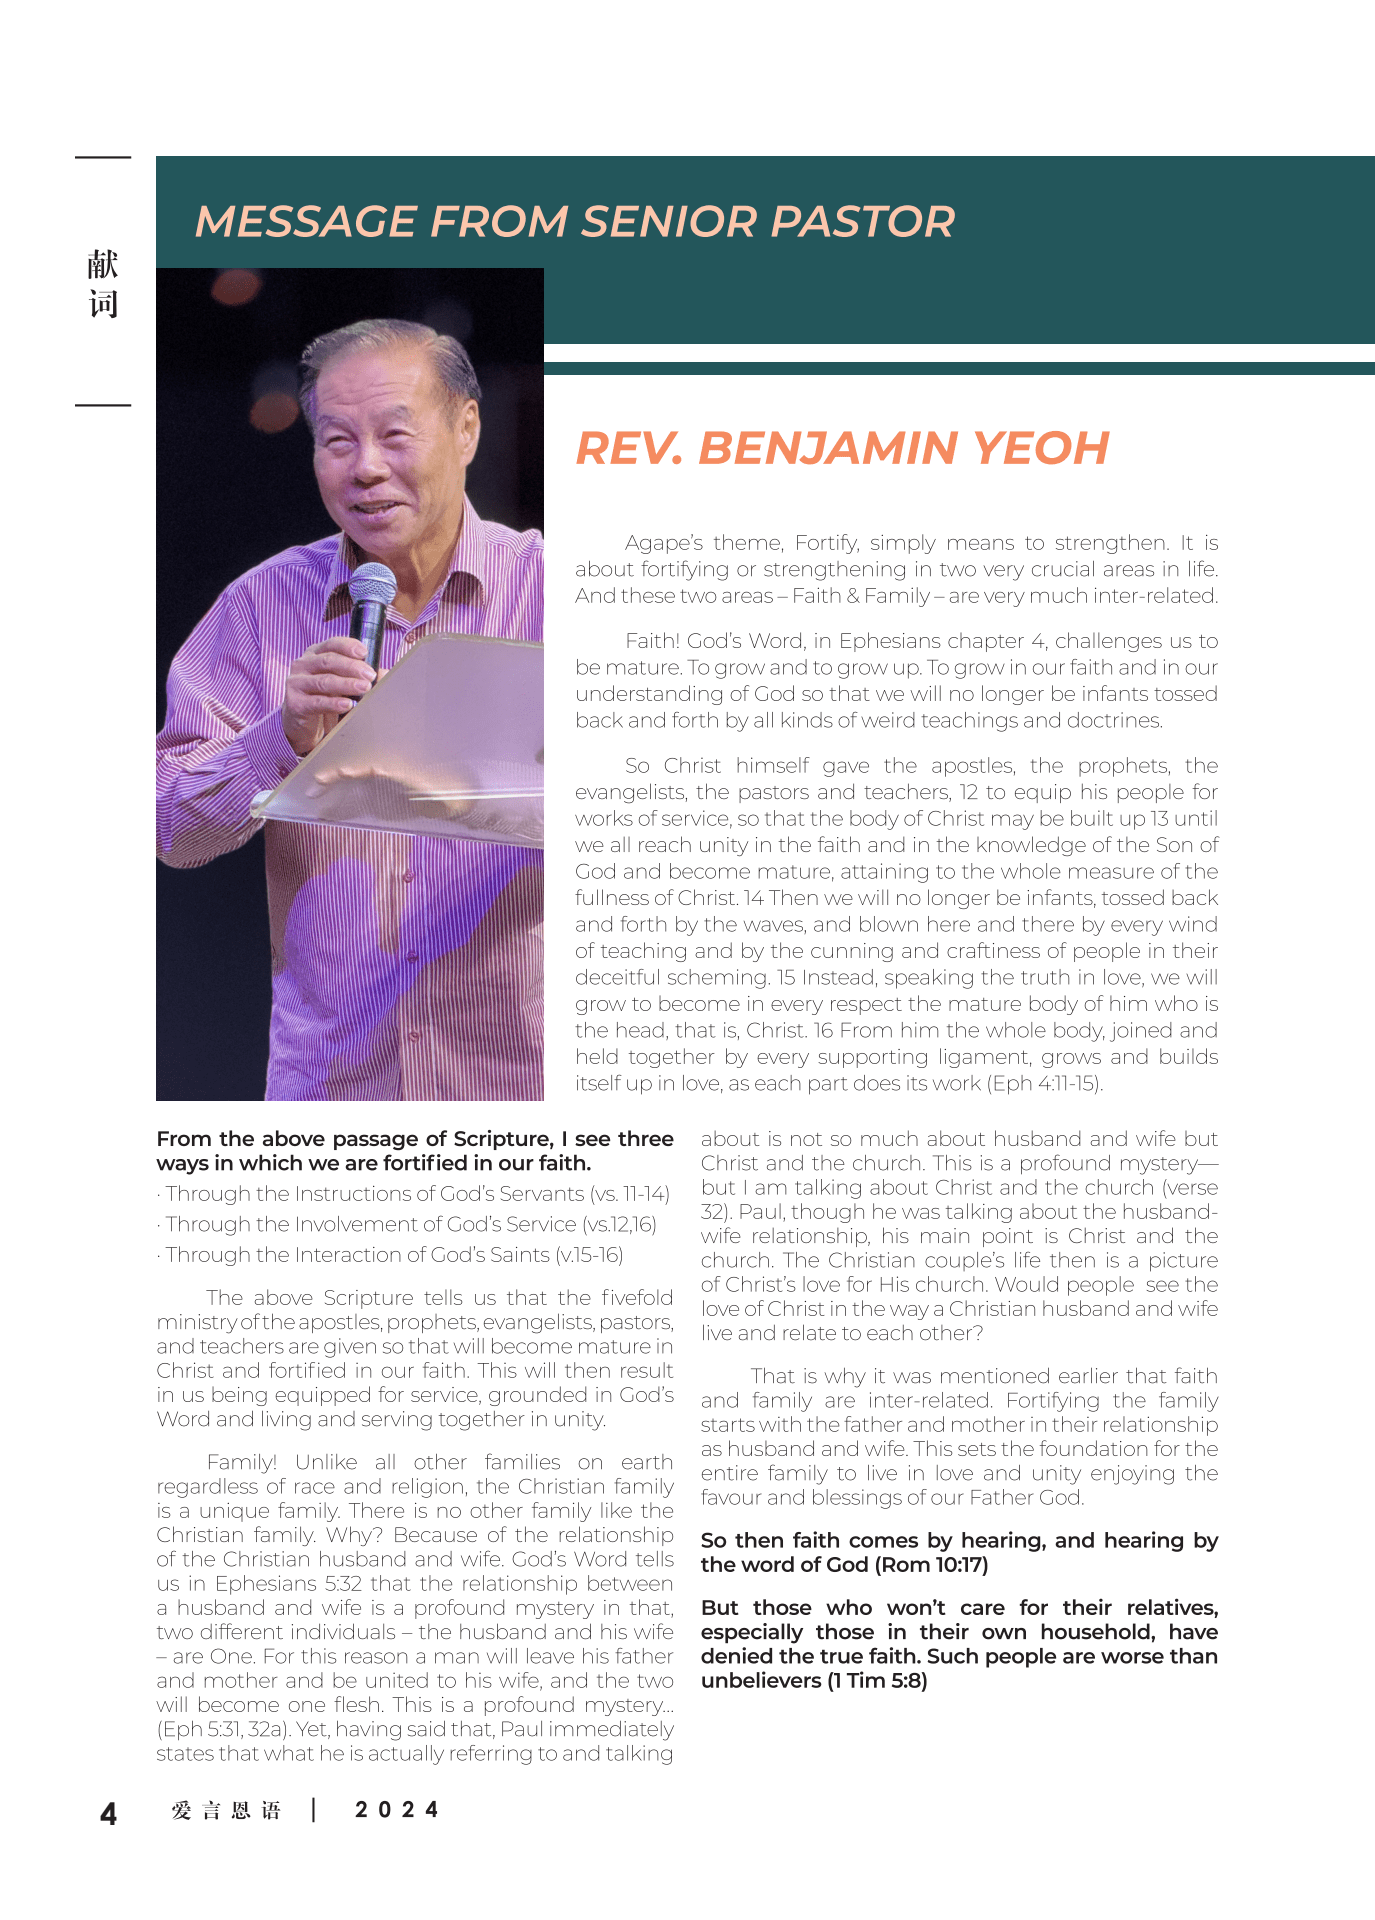 献
词
MESSAGE FROM SENIOR PASTOR
REV. BENJAMIN YEOH
Agape’s theme, Fortify, simply means to strengthen. It is
about fortifying or strengthening in two very crucial areas in life.
And these two areas – Faith & Family – are very much inter-related.
Faith! God’s Word, in Ephesians chapter 4, challenges us to
be mature. To grow and to grow up. To grow in our faith and in our
understanding of God so that we will no longer be infants tossed
back and forth by all kinds of weird teachings and doctrines.
So Christ himself gave the apostles, the prophets, the
evangelists, the pastors and teachers, 12 to equip his people for
works of service, so that the body of Christ may be built up 13 until
we all reach unity in the faith and in the knowledge of the Son of
God and become mature, attaining to the whole measure of the
fullness of Christ. 14 Then we will no longer be infants, tossed back
and forth by the waves, and blown here and there by every wind
of teaching and by the cunning and craftiness of people in their
deceitful scheming. 15 Instead, speaking the truth in love, we will
grow to become in every respect the mature body of him who is
the head, that is, Christ. 16 From him the whole body, joined and
held together by every supporting ligament, grows and builds
itself up in love, as each part does its work (Eph 4:11-15).
From the above passage of Scripture, I see three
ways in which we are fortified in our faith.
· Through the Instructions of God’s Servants (vs. 11-14)
· Through the Involvement of God’s Service (vs.12,16)
· Through the Interaction of God’s Saints (v.15-16)
The above Scripture tells us that the fivefold
ministry of the apostles, prophets, evangelists, pastors,
and teachers are given so that will become mature in
Christ and fortified in our faith. This will then result
in us being equipped for service, grounded in God’s
Word and living and serving together in unity.
Family! Unlike all other families on earth
regardless of race and religion, the Christian family
is a unique family. There is no other family like the
Christian family. Why? Because of the relationship
of the Christian husband and wife. God’s Word tells
us in Ephesians 5:32 that the relationship between
a husband and wife is a profound mystery in that,
two different individuals – the husband and his wife
– are One. For this reason a man will leave his father
and mother and be united to his wife, and the two
will become one flesh. This is a profound mystery...
(Eph 5:31, 32a). Yet, having said that, Paul immediately
states that what he is actually referring to and talking
about is not so much about husband and wife but
Christ and the church. This is a profound mystery—
but I am talking about Christ and the church (verse
32). Paul, though he was talking about the husband-
wife relationship, his main point is Christ and the
church. The Christian couple’s life then is a picture
of Christ’s love for His church. Would people see the
love of Christ in the way a Christian husband and wife
live and relate to each other?
That is why it was mentioned earlier that faith
and family are inter-related. Fortifying the family
starts with the father and mother in their relationship
as husband and wife. This sets the foundation for the
entire family to live in love and unity enjoying the
favour and blessings of our Father God.
So then faith comes by hearing, and hearing by
the word of God (Rom 10:17)
But those who won’t care for their relatives,
especially those in their own household, have
denied the true faith. Such people are worse than
unbelievers (1 Tim 5:8)
4 爱言恩语 | 2024